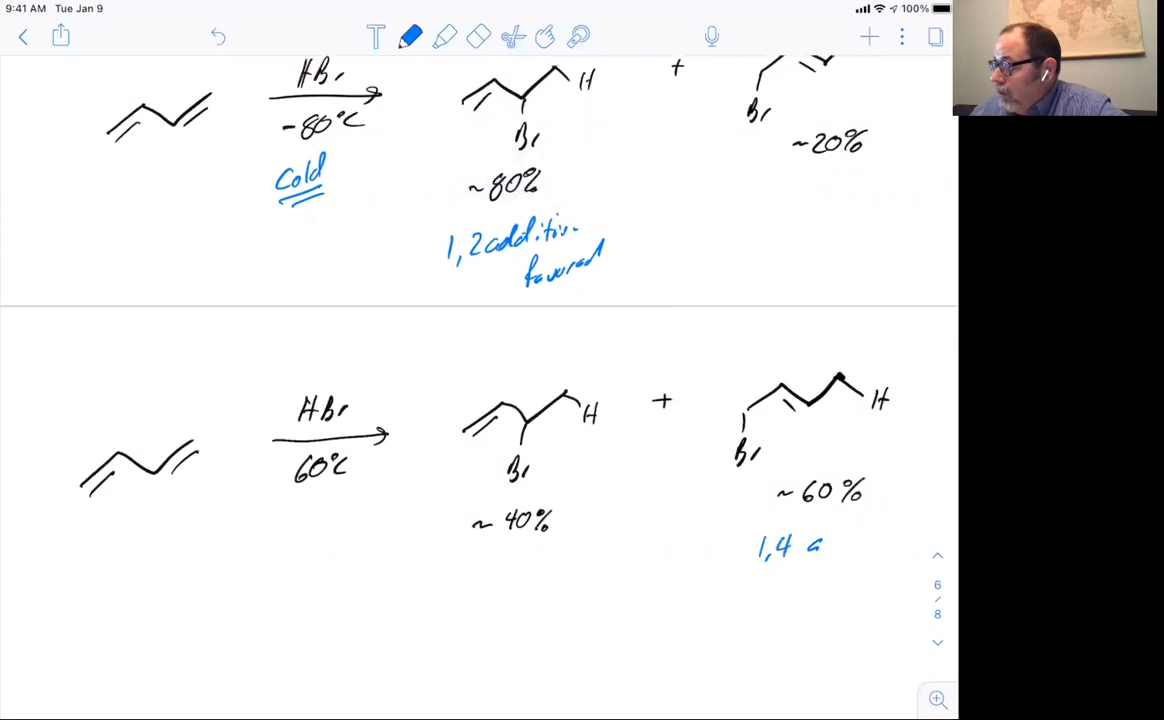 9:41 AM Tue Jan 9
100%
HBr
-80°C
cold
H
Br
~80%
1,2 addition
favored
+
Br
~20%
HBr
60°C
H
Br
~ 40%
+
H
Br
~ 60%
1,4 a
6
/
8